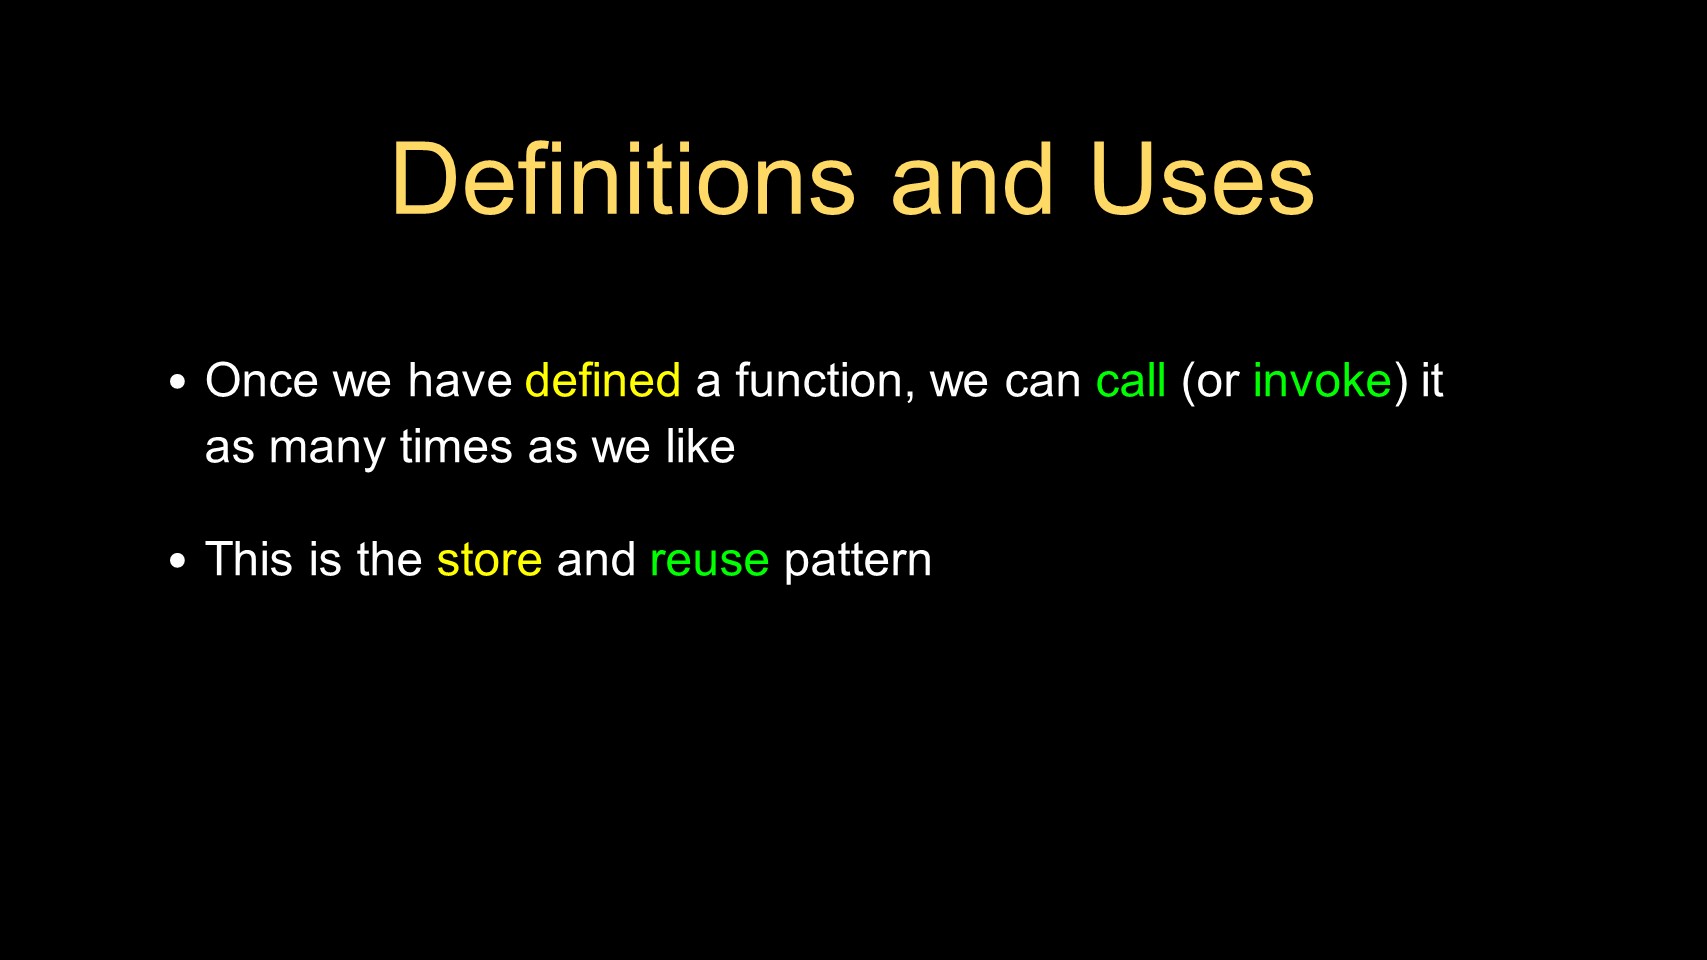 Definitions and Uses
• Once we have defined a function, we can call (or invoke) it
as many times as we like
• This is the store and reuse pattern